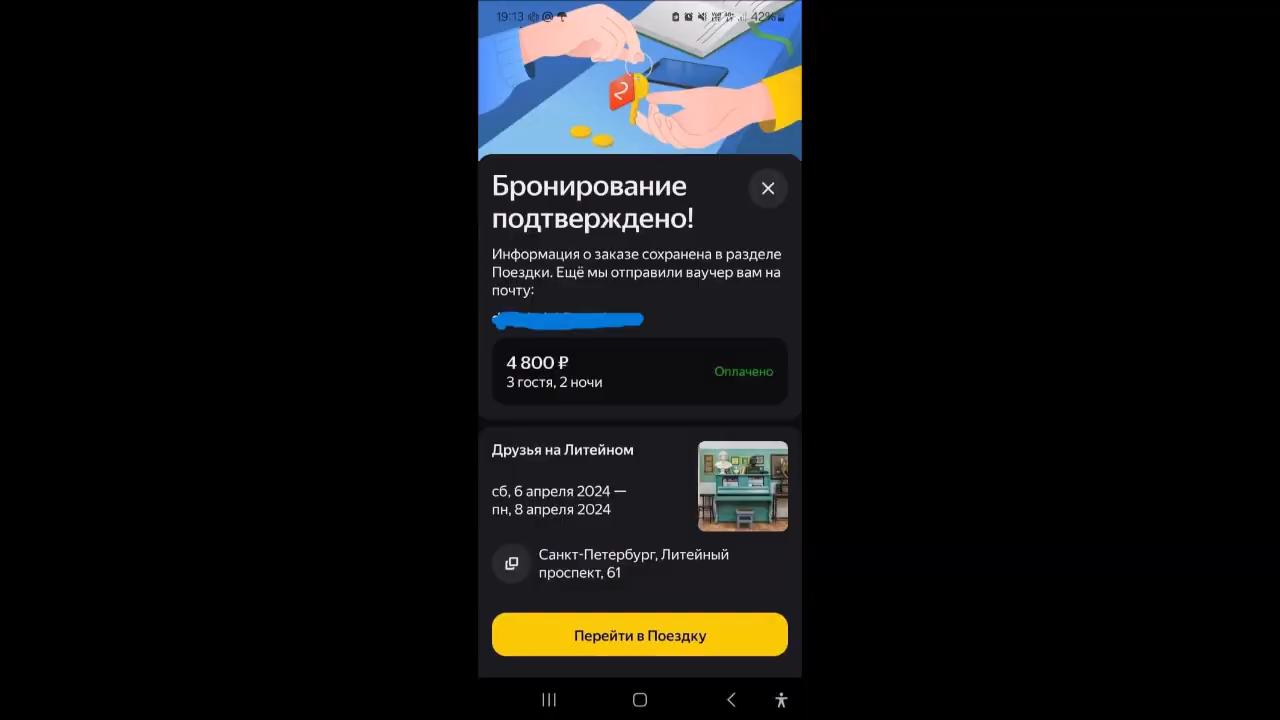 19:13
42%
2
Бронирование
подтверждено!
Информация о заказе сохранена в разделе
Поездки. Ещё мы отправили ваучер вам на
почту:
4 800 ₽
3 гостя, 2 ночи
Оплачено
Друзья на Литейном
сб, 6 апреля 2024 —
пн, 8 апреля 2024
Санкт-Петербург, Литейный
проспект, 61
Перейти в Поездку